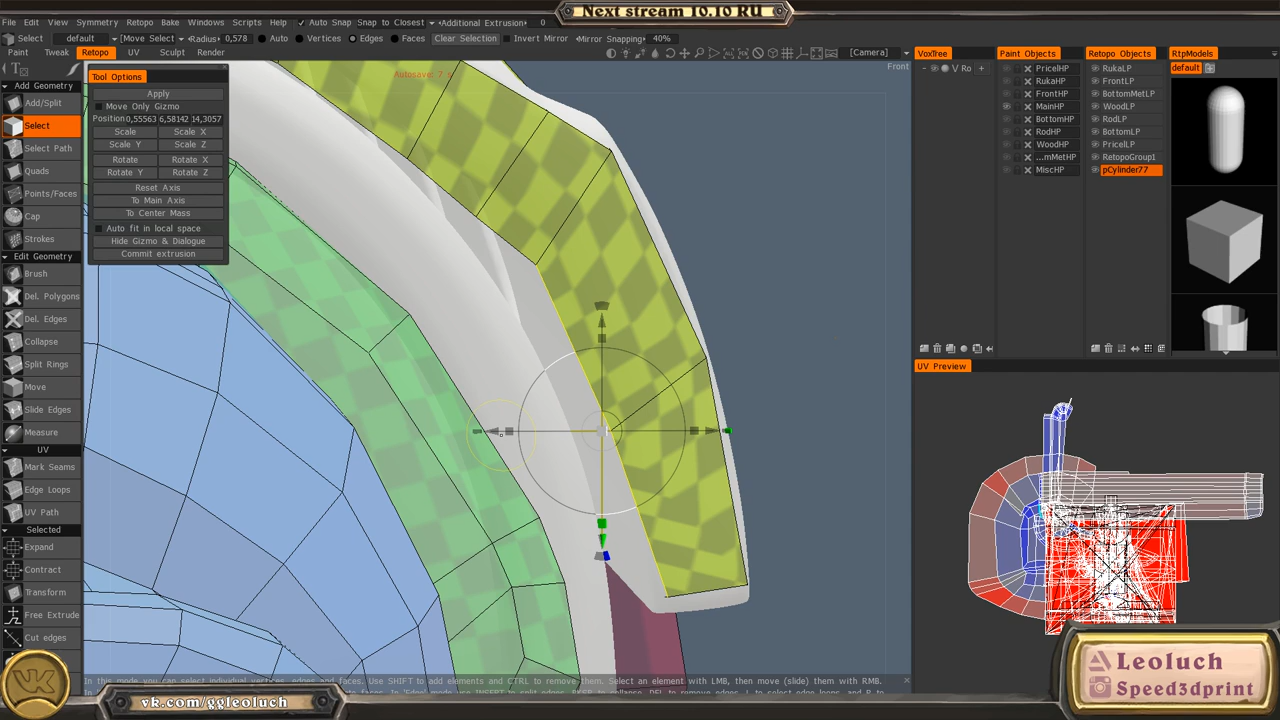 Next stream 10.10 RU
File Edit View Symmetry Retopo Bake Windows Scripts Help Auto Snap Snap to Closest Additional Extrusion 0
Select default [Move Select] Radius: 0,578 Auto Vertices Edges Faces Clear Selection Invert Mirror Mirror Snapping 40%
Paint Tweak Retopo UV Sculpt Render [Camera]
Front
Autosave: 7
Tool Options
Apply
Move Only Gizmo
Position 0,55563 6,58142 14,3057
Scale Scale X
Scale Y Scale Z
Rotate Rotate X
Rotate Y Rotate Z
Reset Axis
To Main Axis
To Center Mass
Auto fit in local space
Hide Gizmo & Dialogue
Commit extrusion
Add Geometry
Add/Split
Select
Select Path
Quads
Points/Faces
Cap
Strokes
Edit Geometry
Brush
Del. Polygons
Del. Edges
Collapse
Split Rings
Move
Slide Edges
Measure
UV
Mark Seams
Edge Loops
UV Path
Selected
Expand
Contract
Transform
Free Extrude
Cut edges
VoxTree
V Ro +
Paint Objects
PricelHP
RukaHP
FrontHP
MainHP
BottomHP
RodHP
WoodHP
...mMetHP
MiscHP
Retopo Objects
RukaLP
FrontLP
BottomMetLP
WoodLP
RodLP
BottomLP
PricelLP
RetopoGroup1
pCylinder77
RtpModels
default
UV Preview
In this mode you can select individual vertices, edges and faces. Use SHIFT to add elements and CTRL to remove them. Select an element with LMB, then move (slide) them with RMB.
VK
vk.com/ggleoluch
Leoluch
Speed3dprint